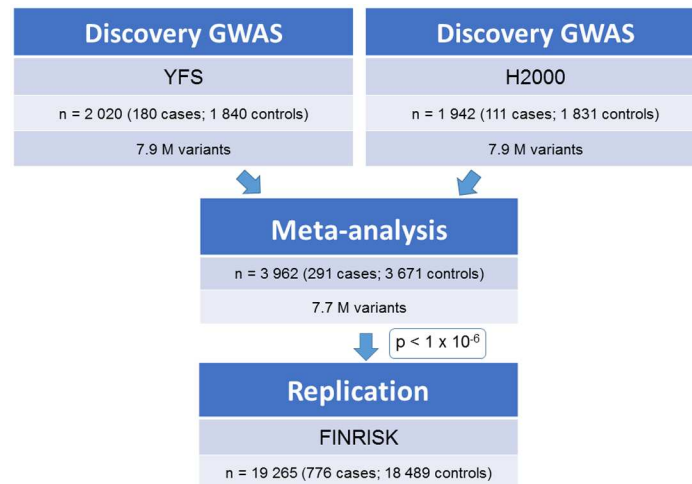 Discovery GWAS
YFS
n = 2 020 (180 cases; 1 840 controls)
7.9 M variants
Discovery GWAS
H2000
n = 1 942 (111 cases; 1 831 controls)
7.9 M variants
Meta-analysis
n = 3 962 (291 cases; 3 671 controls)
7.7 M variants
p < 1 x 10⁻⁶
Replication
FINRISK
n = 19 265 (776 cases; 18 489 controls)